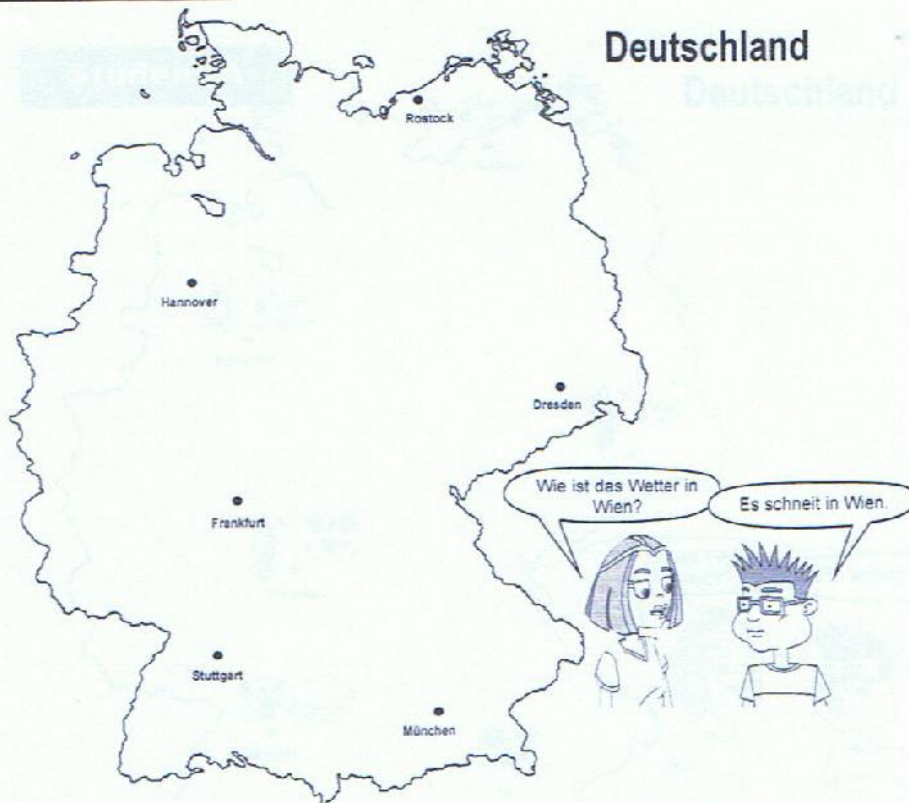 Deutschland
Rostock
Hannover
Dresden
Wie ist das Wetter in
Wien?
Es schneit in Wien.
Frankfurt
Stuttgart
München